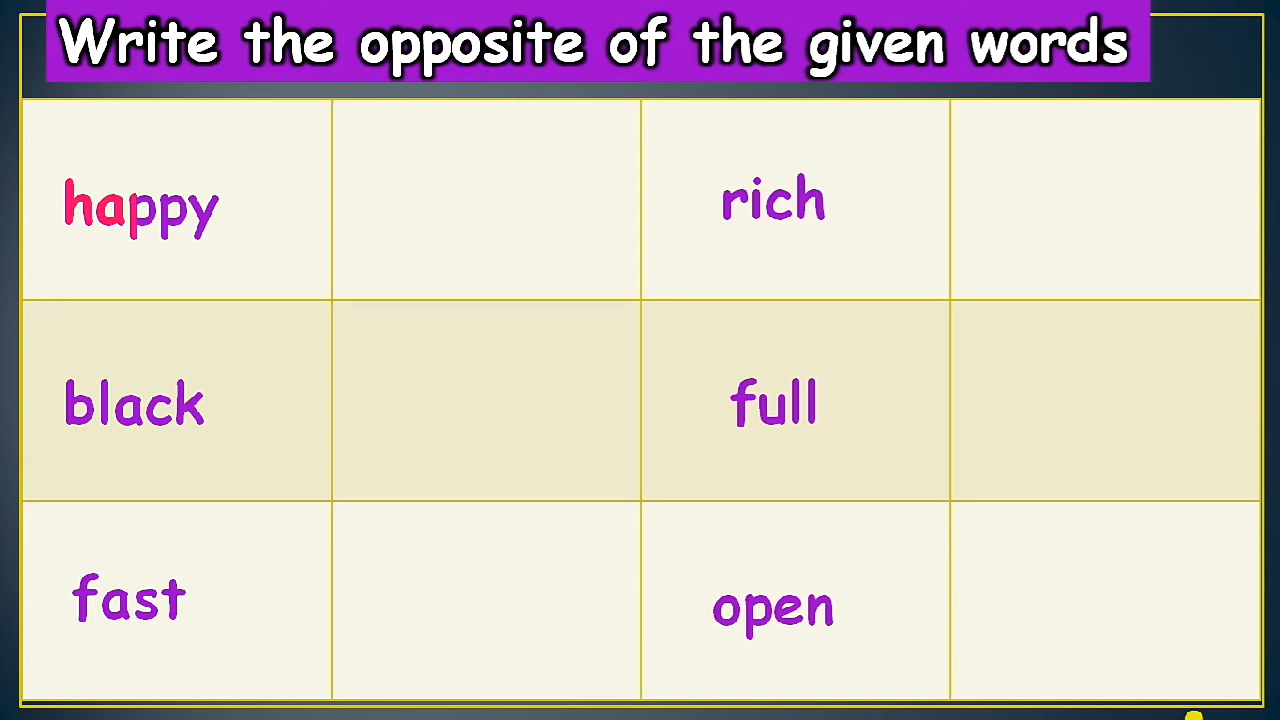 Write the opposite of the given words
happy rich
black full
fast open